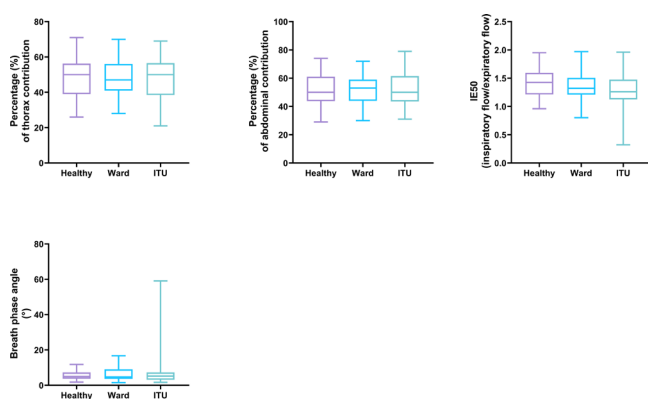 Percentage (%)
of thorax contribution
80
60
40
20
0
Healthy Ward ITU
Percentage (%)
of abdominal contribution
100
80
60
40
20
0
Healthy Ward ITU
IE50
(inspiratory flow/expiratory flow)
2.5
2.0
1.5
1.0
0.5
0.0
Healthy Ward ITU
Breath phase angle
(°)
80
60
40
20
0
Healthy Ward ITU